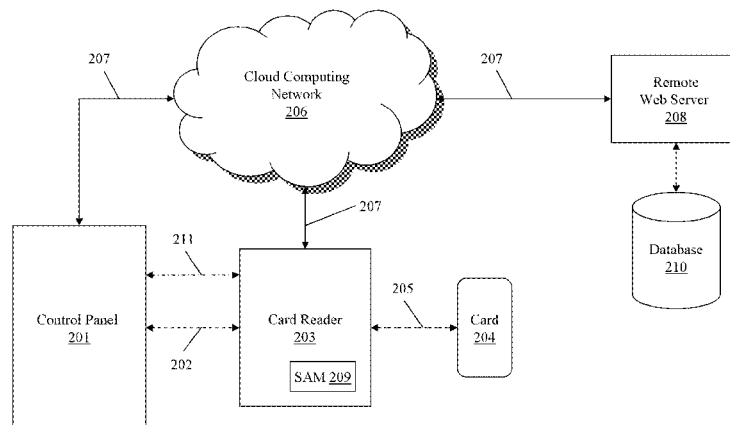 207
Cloud Computing
Network
206
207
Remote
Web Server
208
207
211
Database
210
Control Panel
201
202
Card Reader
203
205
Card
204
SAM 209